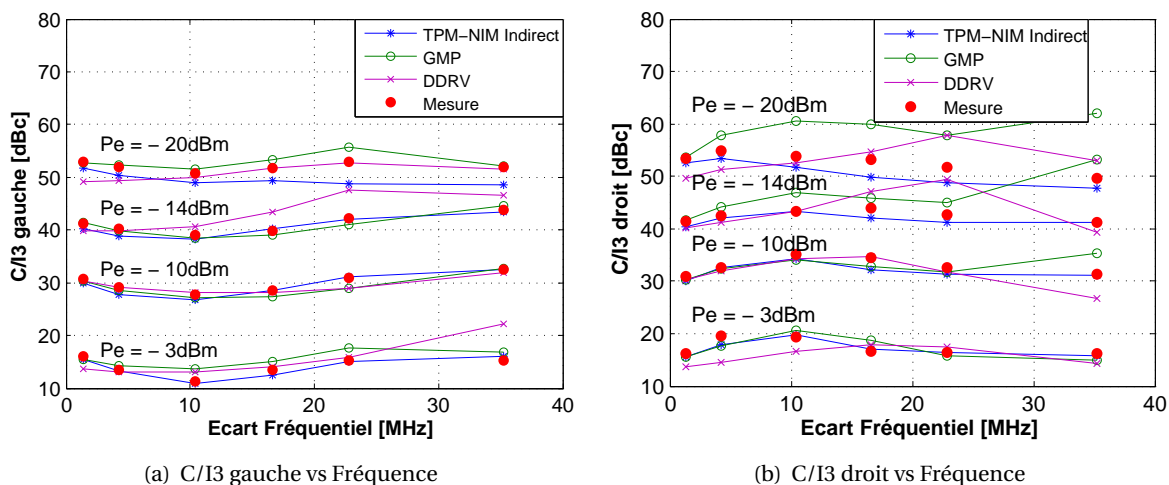 80
70
60
50
40
30
20
10
0
10
20
30
40
C/I3 gauche [dBc]
Ecart Fréquentiel [MHz]
TPM−NIM Indirect
GMP
DDRV
Mesure
Pe = − 20dBm
Pe = − 14dBm
Pe = − 10dBm
Pe = − 3dBm
(a) C/I3 gauche vs Fréquence
80
70
60
50
40
30
20
10
0
10
20
30
40
C/I3 droit [dBc]
Ecart Fréquentiel [MHz]
TPM−NIM Indirect
GMP
DDRV
Mesure
Pe = − 20dBm
Pe = − 14dBm
Pe = − 10dBm
Pe = − 3dBm
(b) C/I3 droit vs Fréquence